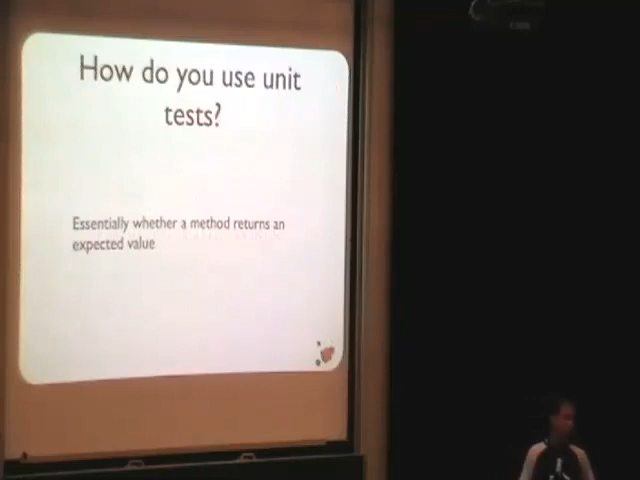 How do you use unit
tests?
Essentially whether a method returns an
expected value